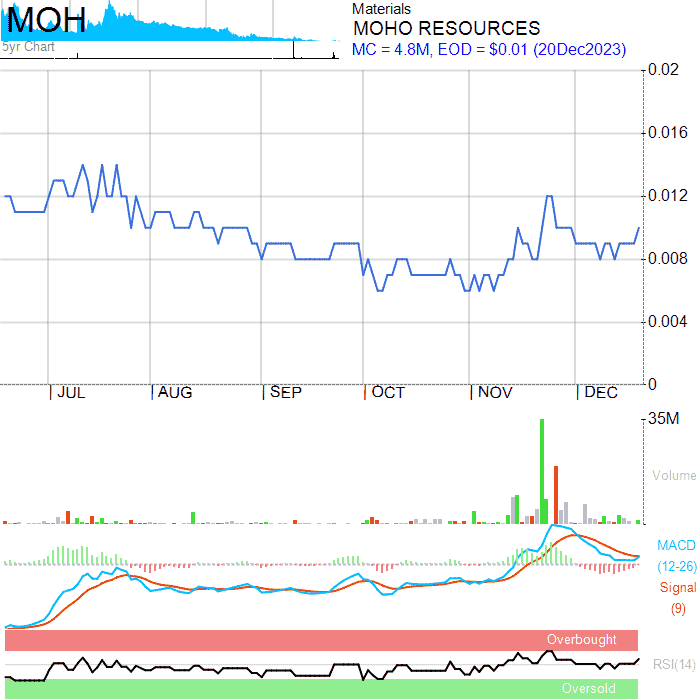 MOH
5yr Chart
Materials
MOHO RESOURCES
MC = 4.8M, EOD = $0.01 (20Dec2023)
0.02
0.016
0.012
0.008
0.004
0
JUL AUG SEP OCT NOV DEC
35M
Volume
MACD
(12-26)
Signal
(9)
Overbought
RSI(14)
Oversold